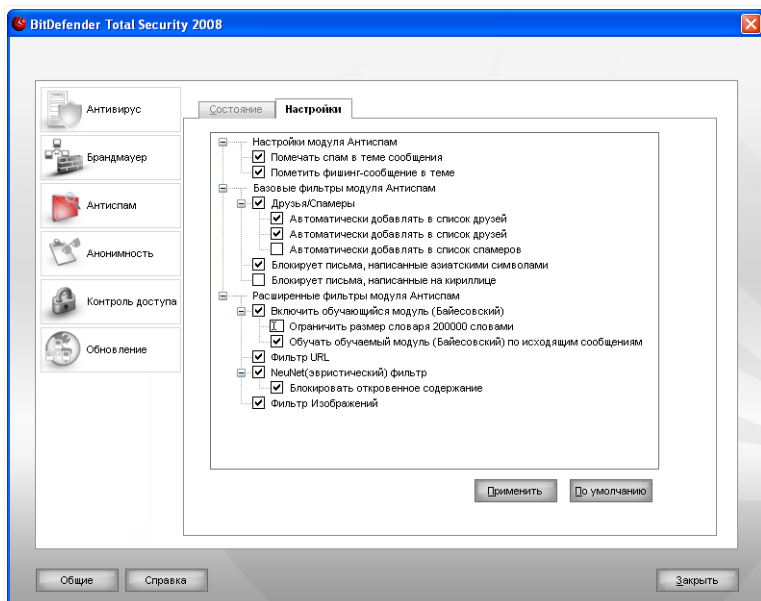 BitDefender Total Security 2008
Антивирус
Брандмауер
Антиспам
Анонимность
Контроль доступа
Обновление
Состояние
Настройки
Настройки модуля Антиспам
Помечать спам в теме сообщения
Пометить фишинг-сообщение в теме
Базовые фильтры модуля Антиспам
Друзья/Спамеры
Автоматически добавлять в список друзей
Автоматически добавлять в список друзей
Автоматически добавлять в список спамеров
Блокирует письма, написанные азиатскими символами
Блокирует письма, написанные на кириллице
Расширенные фильтры модуля Антиспам
Включить обучающийся модуль (Байесовский)
Ограничить размер словаря 200000 словами
Обучать обучаемый модуль (Байесовский) по исходящим сообщениям
Фильтр URL
NeuNet(эвристический) фильтр
Блокировать откровенное содержание
Фильтр Изображений
Применить
По умолчанию
Общие
Справка
Закрыть